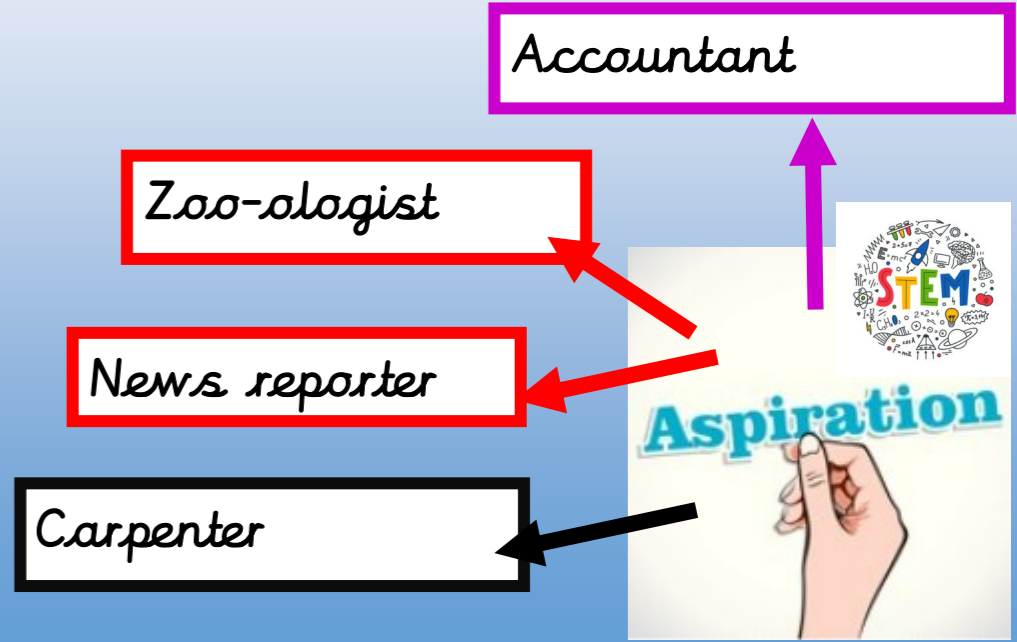 Accountant
Zoo-ologist
News reporter
STEM
Aspiration
Carpenter